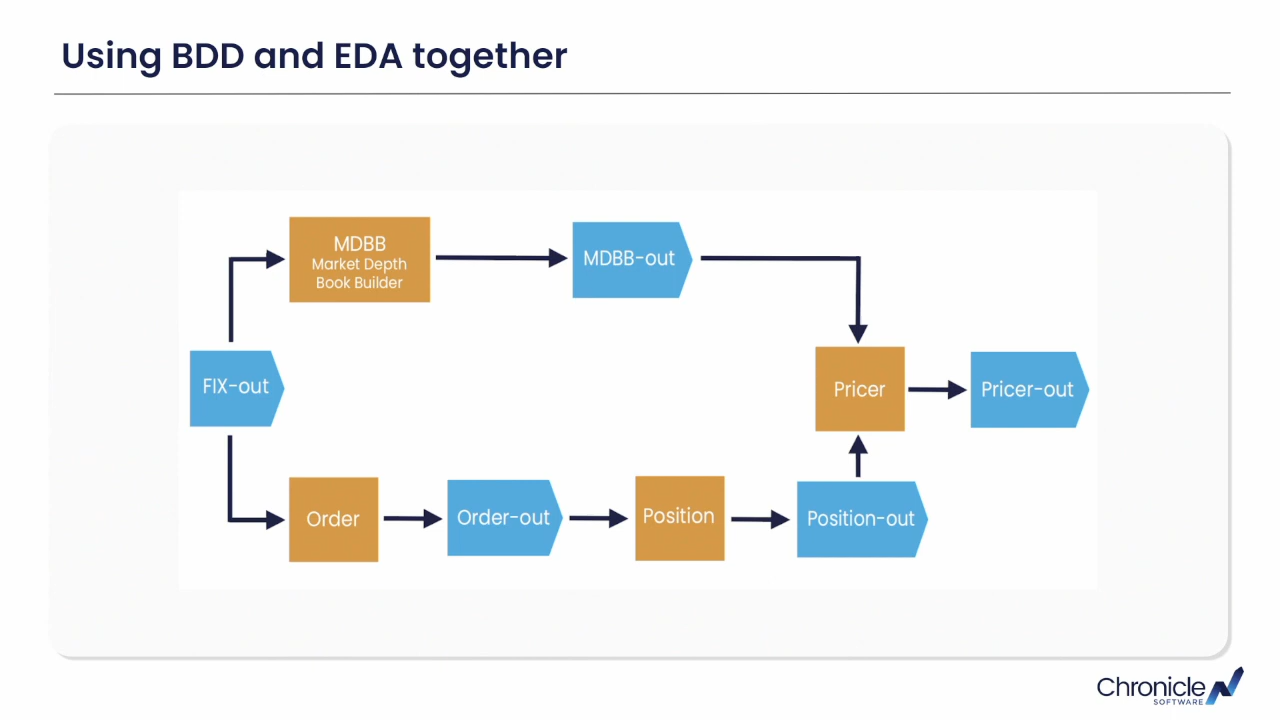 Using BDD and EDA together
MDBB
Market Depth
Book Builder
MDBB-out
FIX-out
Pricer
Pricer-out
Order
Order-out
Position
Position-out
Chronicle
SOFTWARE